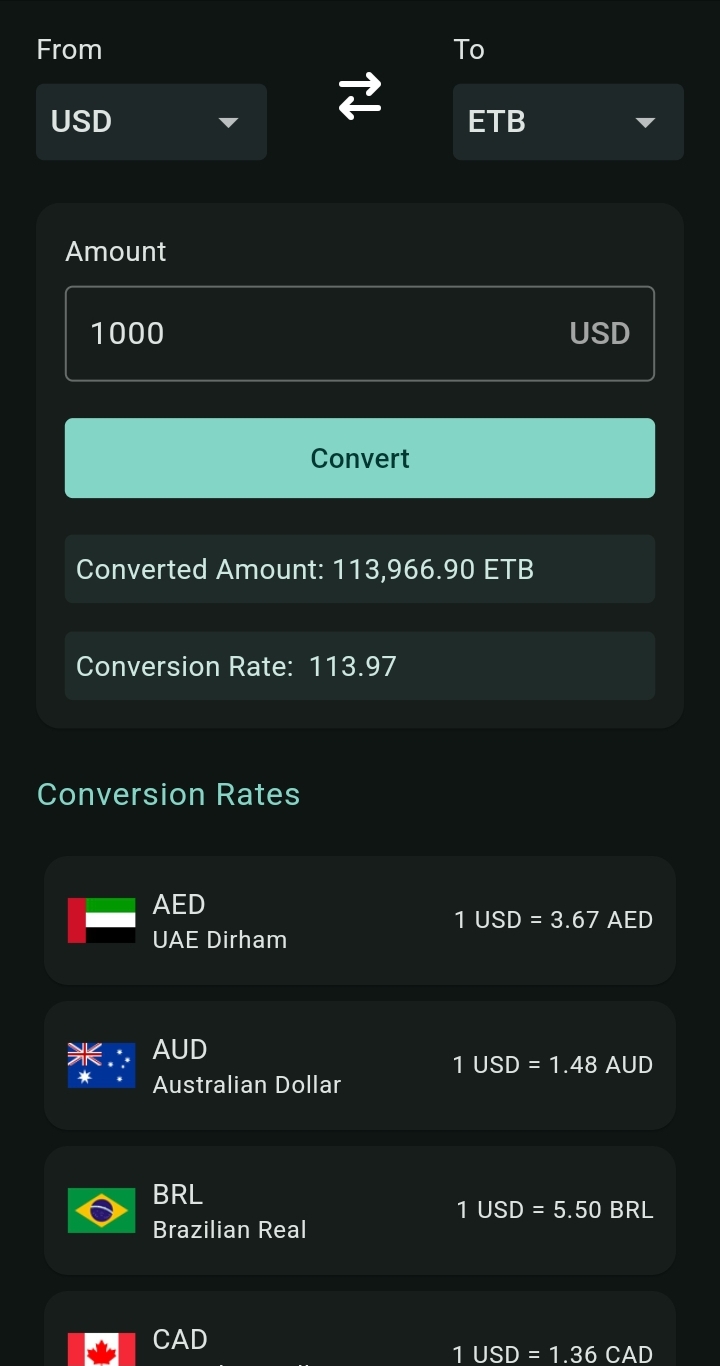 From
To
USD
ETB
Amount
1000
USD
Convert
Converted Amount: 113,966.90 ETB
Conversion Rate: 113.97
Conversion Rates
AED
UAE Dirham
1 USD = 3.67 AED
AUD
Australian Dollar
1 USD = 1.48 AUD
BRL
Brazilian Real
1 USD = 5.50 BRL
CAD
1 USD = 1.36 CAD